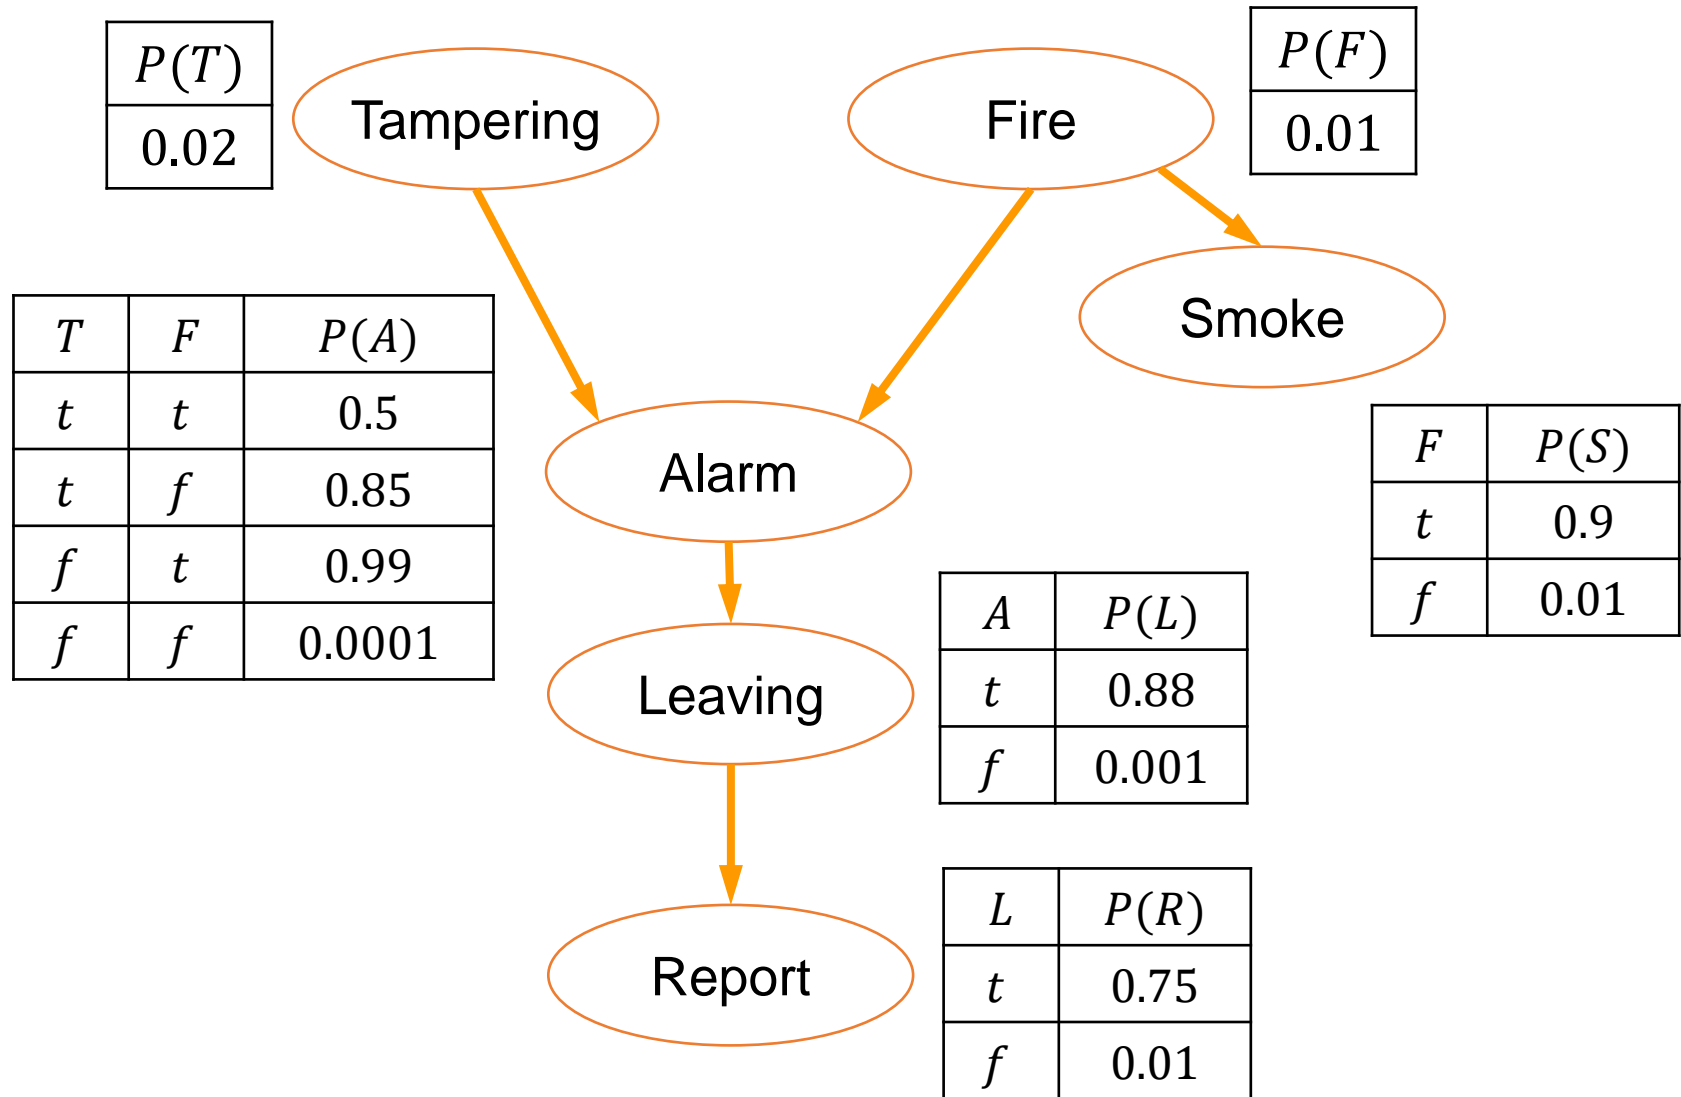 P(T)
0.02
Tampering
Fire
P(F)
0.01
Smoke
T F P(A)
t t 0.5
t f 0.85
f t 0.99
f f 0.0001
Alarm
F P(S)
t 0.9
f 0.01
Leaving
A P(L)
t 0.88
f 0.001
Report
L P(R)
t 0.75
f 0.01